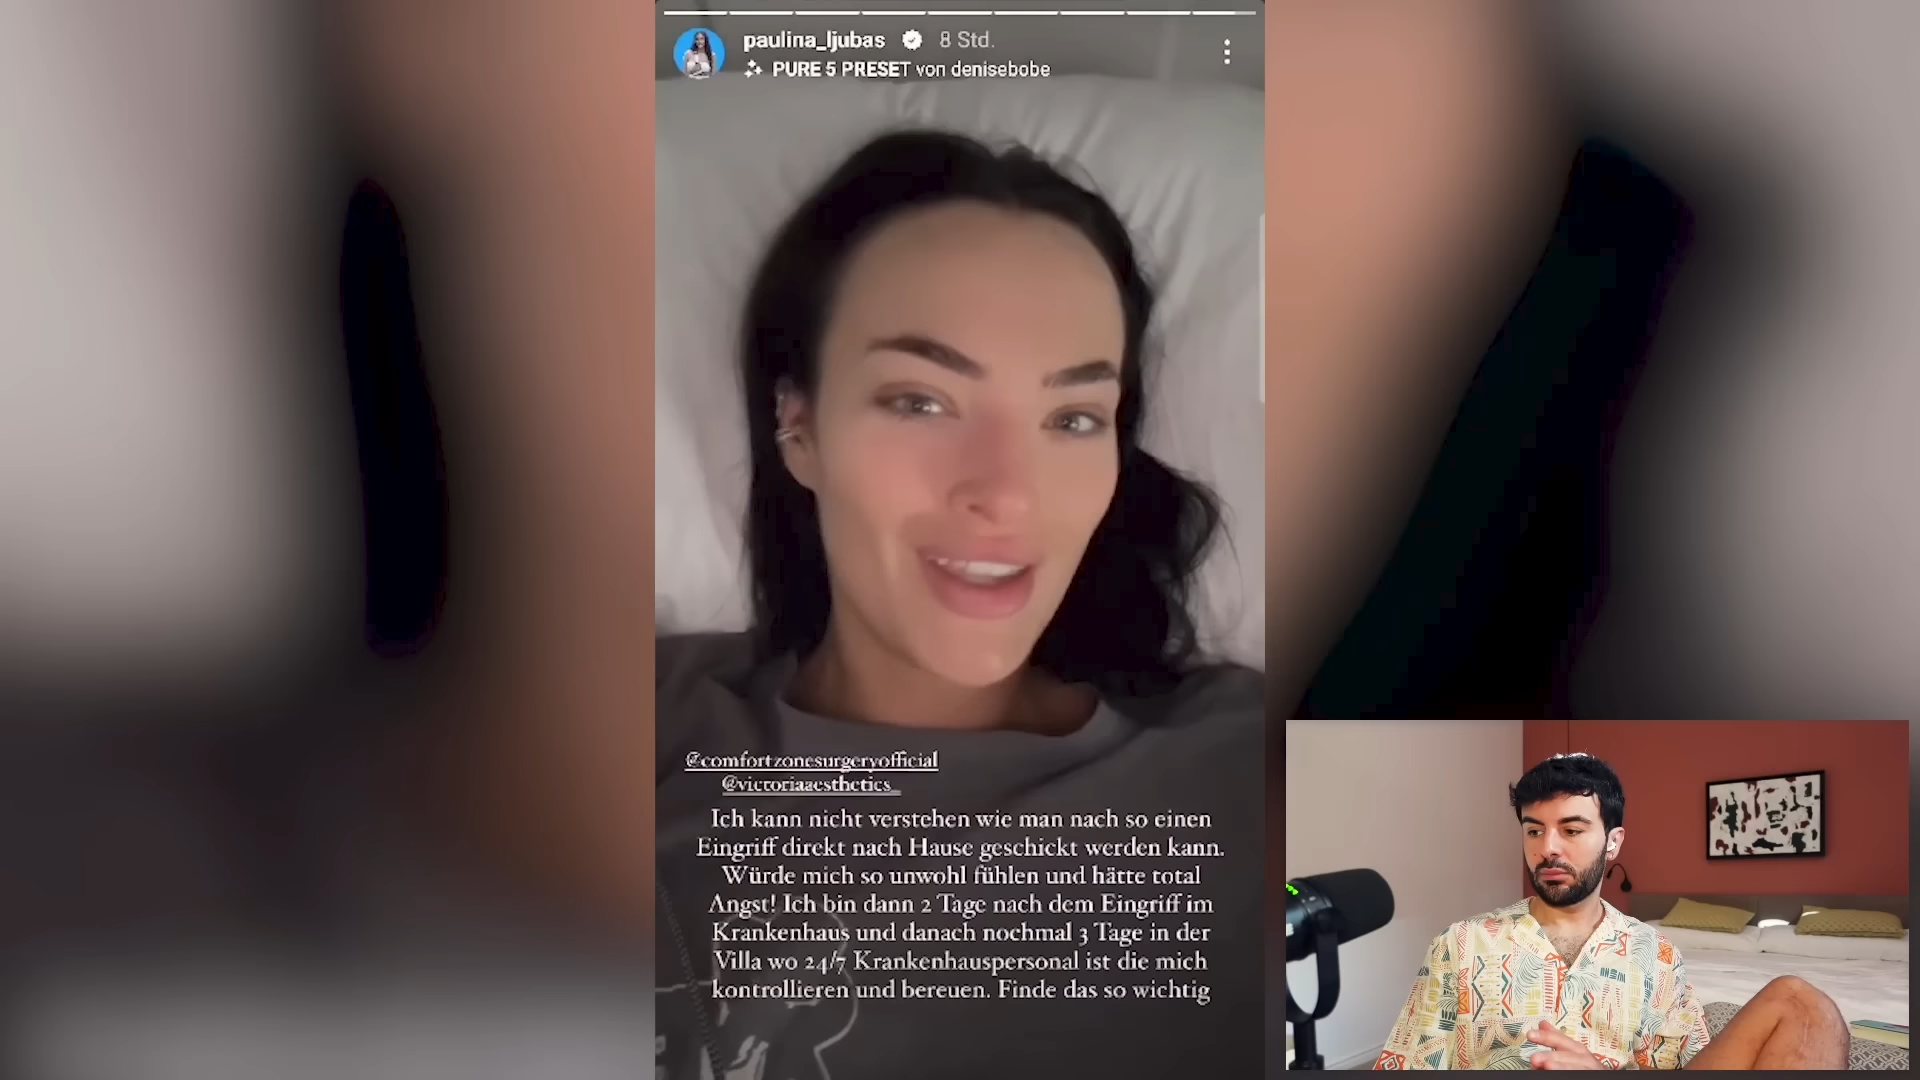 paulina_ljubas 8 Std.
PURE 5 PRESET von denisebobe
@comfortzonesurgeryofficial
@victoriaaesthetics_
Ich kann nicht verstehen wie man nach so einen
Eingriff direkt nach Hause geschickt werden kann.
Würde mich so unwohl fühlen und hätte total
Angst! Ich bin dann 2 Tage nach dem Eingriff im
Krankenhaus und danach nochmal 3 Tage in der
Villa wo 24/7 Krankenhauspersonal ist die mich
kontrollieren und bereuen. Finde das so wichtig